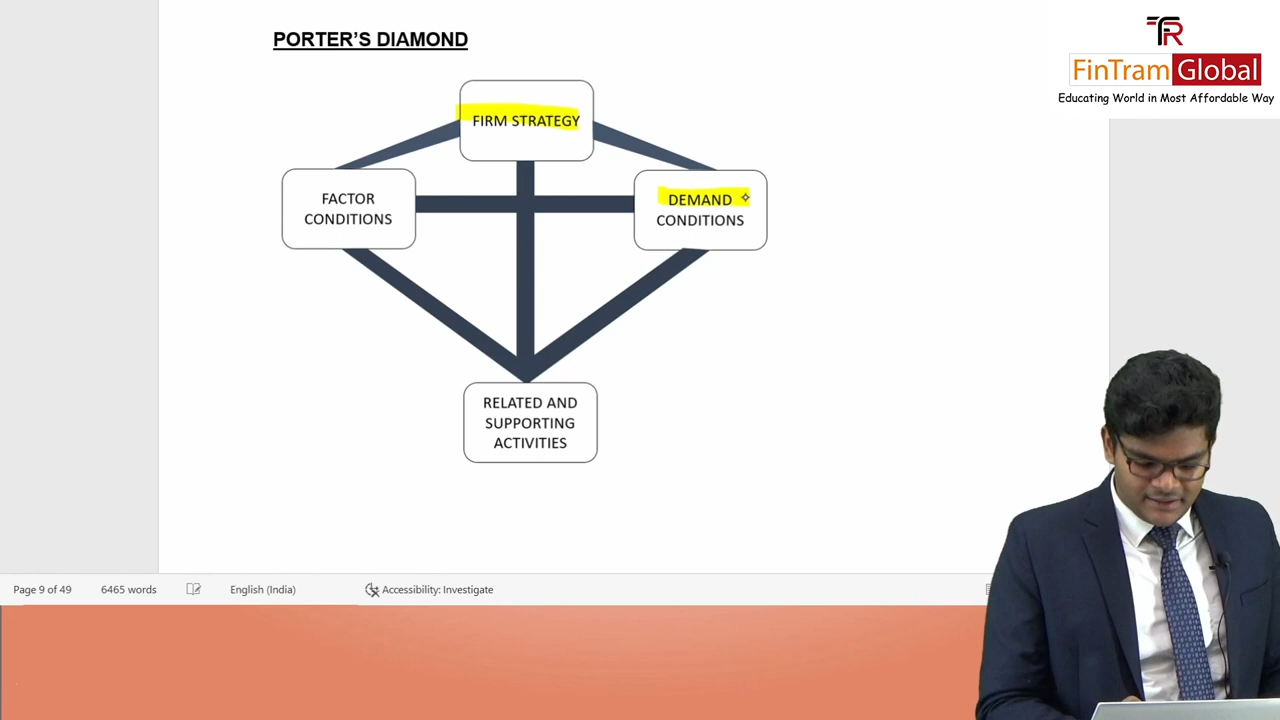 PORTER’S DIAMOND
TR
FinTram Global
Educating World in Most Affordable Way
FIRM STRATEGY
FACTOR
CONDITIONS
DEMAND
CONDITIONS
RELATED AND
SUPPORTING
ACTIVITIES
Page 9 of 49
6465 words
English (India)
Accessibility: Investigate